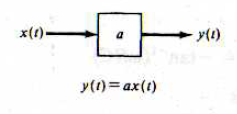 x(t) a y(t)
y(t) = ax(t)